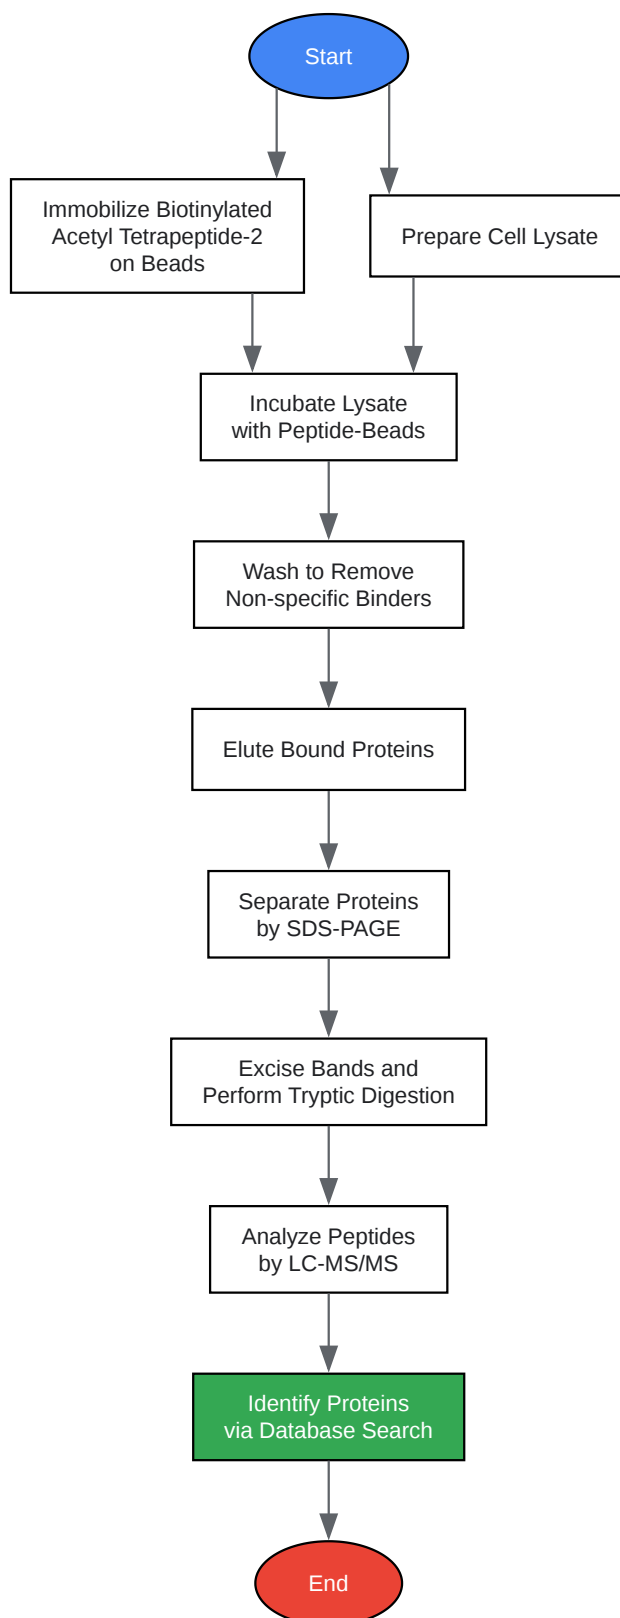 Start
Immobilize Biotinylated
Acetyl Tetrapeptide-2
on Beads
Prepare Cell Lysate
Incubate Lysate
with Peptide-Beads
Wash to Remove
Non-specific Binders
Elute Bound Proteins
Separate Proteins
by SDS-PAGE
Excise Bands and
Perform Tryptic Digestion
Analyze Peptides
by LC-MS/MS
Identify Proteins
via Database Search
End